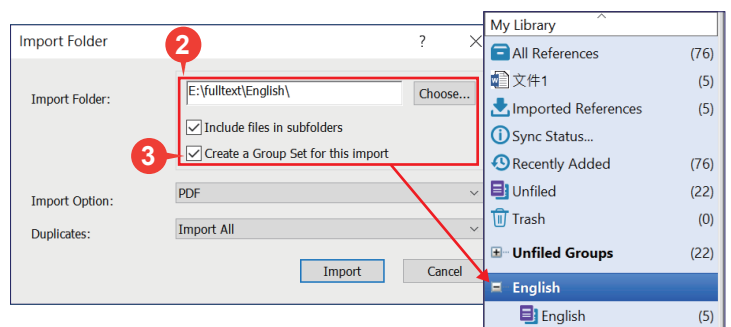 Import Folder
?
2
Import Folder:
E:\fulltext\English\
Choose...
Include files in subfolders
3
Create a Group Set for this import
Import Option:
PDF
Duplicates:
Import All
Import
Cancel
My Library
All References (76)
文件1 (5)
Imported References (5)
Sync Status...
Recently Added (76)
Unfiled (22)
Trash (0)
Unfiled Groups (22)
English
English (5)